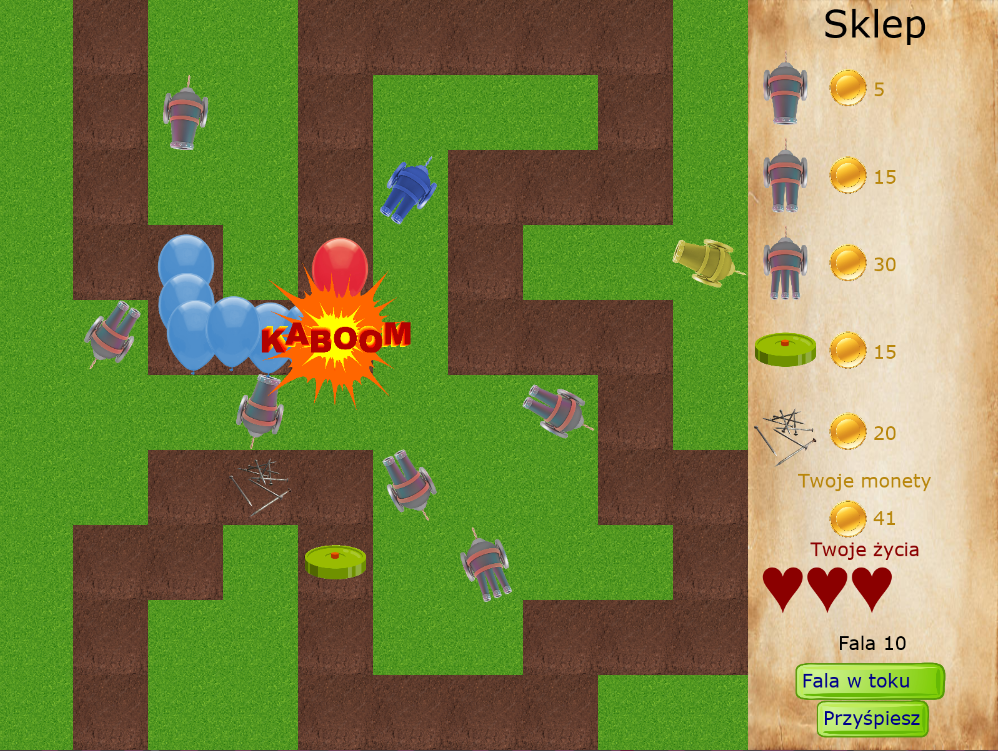 Sklep
5
15
30
15
KABOOM
20
Twoje monety
41
Twoje życia
Fala 10
Fala w toku
Przyśpiesz